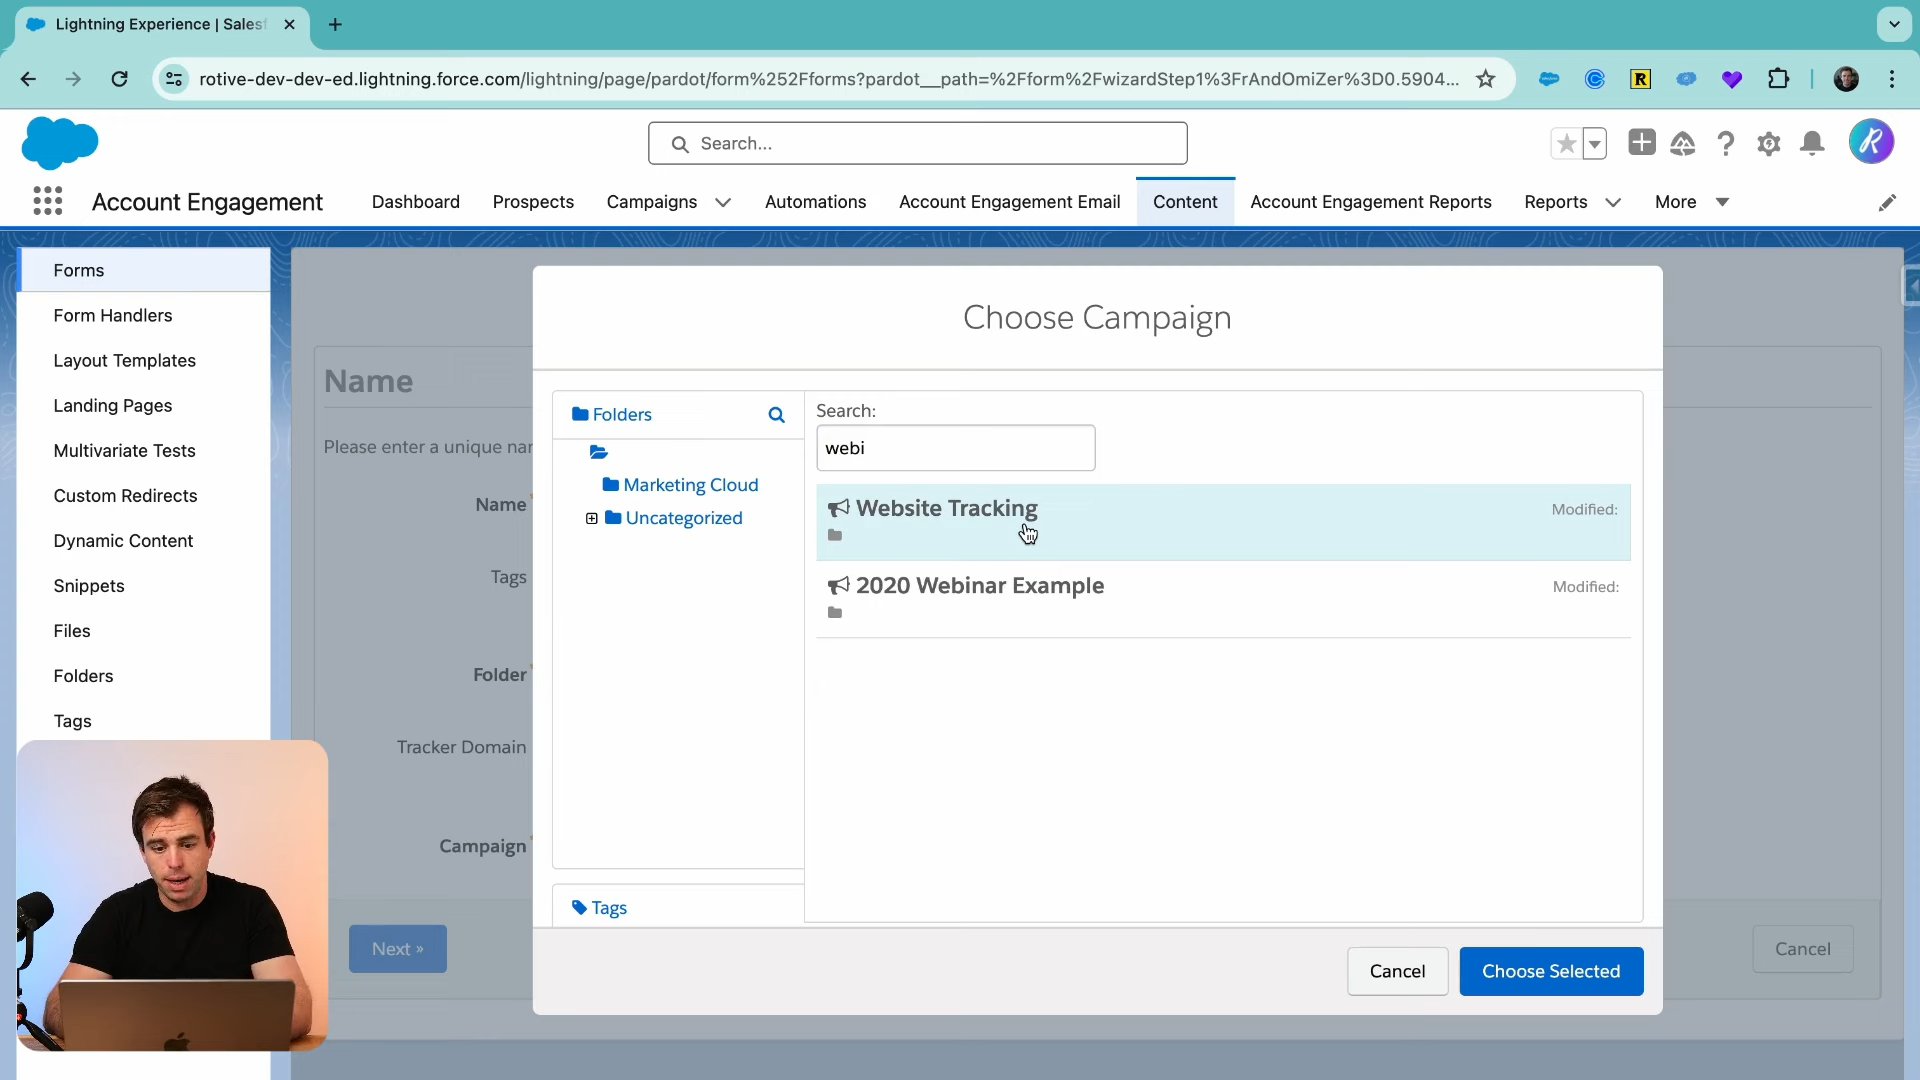 Lightning Experience | Salesf
rotive-dev-dev-ed.lightning.force.com/lightning/page/pardot/form%252Fforms?pardot__path=%2Fform%2FwizardStep1%3FrAndOmiZer%3D0.5904...
Search...
Account Engagement
Dashboard
Prospects
Campaigns
Automations
Account Engagement Email
Content
Account Engagement Reports
Reports
More
Forms
Form Handlers
Layout Templates
Landing Pages
Multivariate Tests
Custom Redirects
Dynamic Content
Snippets
Files
Folders
Tags
Name
Please enter a unique nar
Name*
Tags
Folder*
Tracker Domain
Campaign*
Next »
Cancel
Choose Campaign
Folders
Marketing Cloud
Uncategorized
Tags
Search:
webi
Website Tracking
Modified:
2020 Webinar Example
Modified:
Cancel
Choose Selected